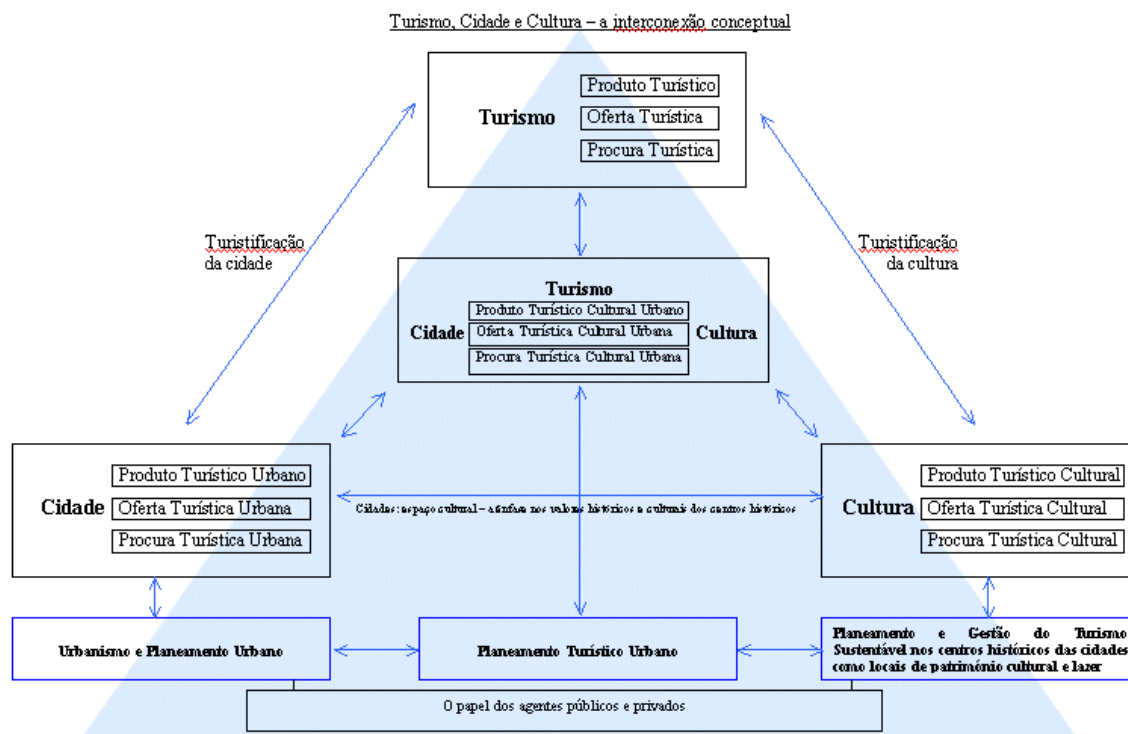 Turismo, Cidade e Cultura – a interconexão conceptual
Produto Turístico
Turismo
Oferta Turística
Procura Turística
Turistificação
da cidade
Turistificação
da cultura
Turismo
Produto Turístico Cultural Urbano
Cidade
Oferta Turística Cultural Urbana
Cultura
Procura Turística Cultural Urbana
Produto Turístico Urbano
Cidade
Oferta Turística Urbana
Procura Turística Urbana
Cidades: espaço cultural – a ênfase nos valores históricos e culturais dos centros históricos
Produto Turístico Cultural
Cultura
Oferta Turística Cultural
Procura Turística Cultural
Urbanismo e Planeamento Urbano
Planeamento Turístico Urbano
Planeamento e Gestão do Turismo
Sustentável nos centros históricos das cidades
como locais de património cultural e lazer
O papel dos agentes públicos e privados